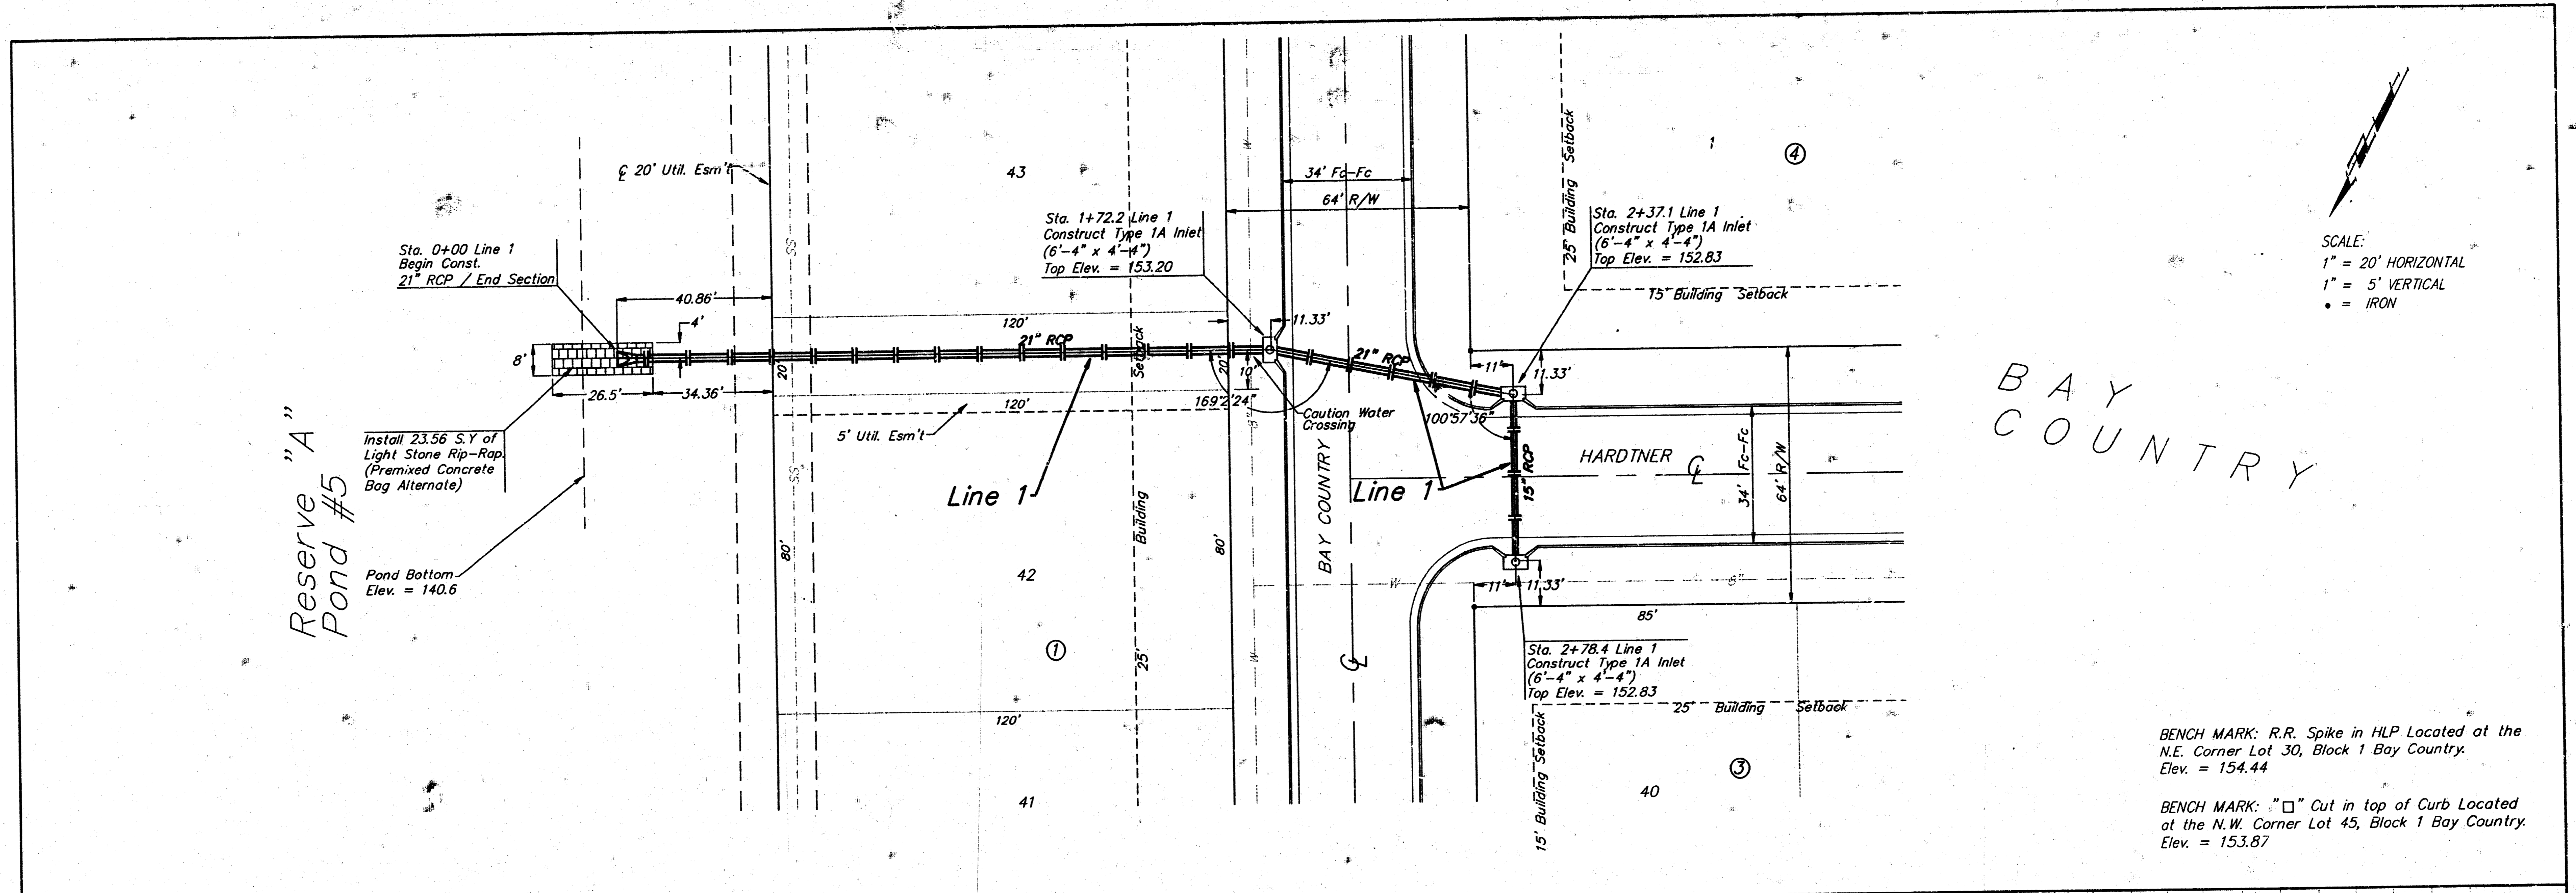 ℄ 20' Util. Esm't
43
34' Fc-Fc
64' R/W
25' Building Setback
1
4
Sta. 0+00 Line 1
Begin Const.
21" RCP / End Section
Sta. 1+72.2 Line 1
Construct Type 1A Inlet
(6'-4" x 4'-4")
Top Elev. = 153.20
Sta. 2+37.1 Line 1
Construct Type 1A Inlet
(6'-4" x 4'-4")
Top Elev. = 152.83
15' Building Setback
SCALE:
1" = 20' HORIZONTAL
1" = 5' VERTICAL
• = IRON
SS
W
40.86'
4'
8'
26.5'
34.36'
120'
21" RCP
20'
20'
10'
11.33'
21" RCP
11'
11.33'
169°2'24"
100°57'36"
8"
Caution Water
Crossing
120'
5' Util. Esm't
Install 23.56 S.Y of
Light Stone Rip-Rap.
(Premixed Concrete
Bag Alternate)
Reserve "A"
Pond #5
Pond Bottom
Elev. = 140.6
SS
Line 1
Line 1
15" RCP
HARDTNER
℄
34' Fc-Fc
64' R/W
BAY
COUNTRY
BAY COUNTRY
25' Building Setback
80'
80'
42
1
W
W
8"
11'
11.33'
85'
℄
Sta. 2+78.4 Line 1
Construct Type 1A Inlet
(6'-4" x 4'-4")
Top Elev. = 152.83
25' Building Setback
15' Building Setback
120'
41
3
40
BENCH MARK: R.R. Spike in HLP Located at the
N.E. Corner Lot 30, Block 1 Bay Country.
Elev. = 154.44
BENCH MARK: "□" Cut in top of Curb Located
at the N.W. Corner Lot 45, Block 1 Bay Country.
Elev. = 153.87